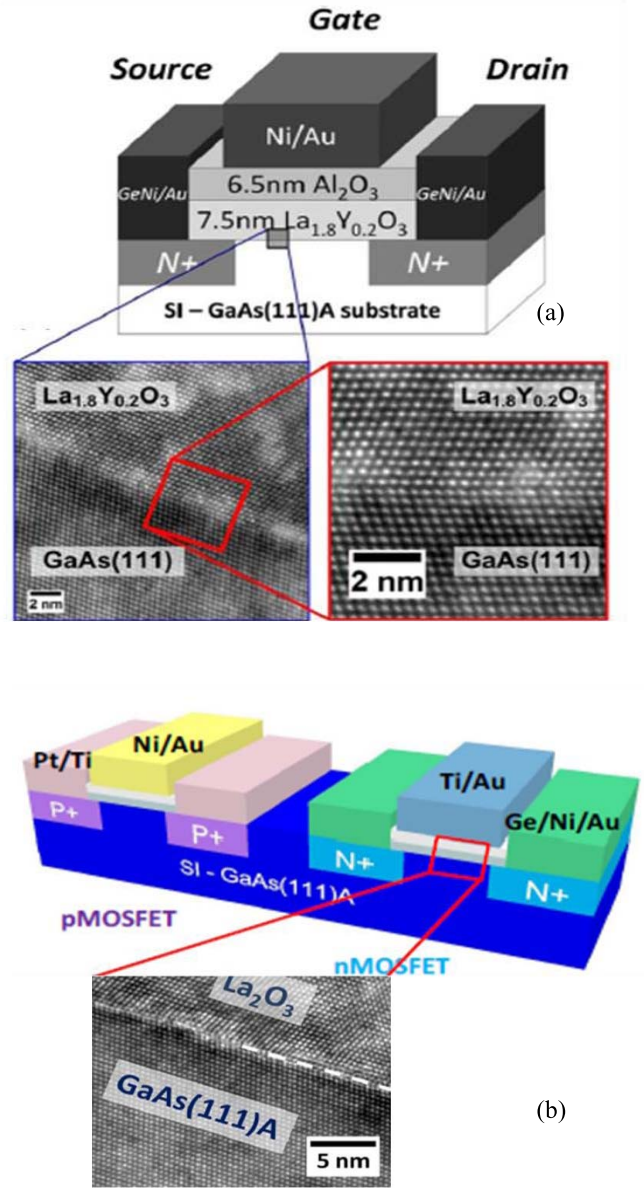 Gate
Source
Drain
Ni/Au
GeNi/Au
6.5nm Al₂O₃
GeNi/Au
7.5nm La₁.₈Y₀.₂O₃
N+
N+
SI – GaAs(111)A substrate
(a)
La₁.₈Y₀.₂O₃
GaAs(111)
2 nm
La₁.₈Y₀.₂O₃
2 nm
GaAs(111)
Pt/Ti
Ni/Au
Ti/Au
Ge/Ni/Au
P+
P+
N+
N+
SI - GaAs(111)A
pMOSFET
nMOSFET
La₂O₃
GaAs(111)A
5 nm
(b)